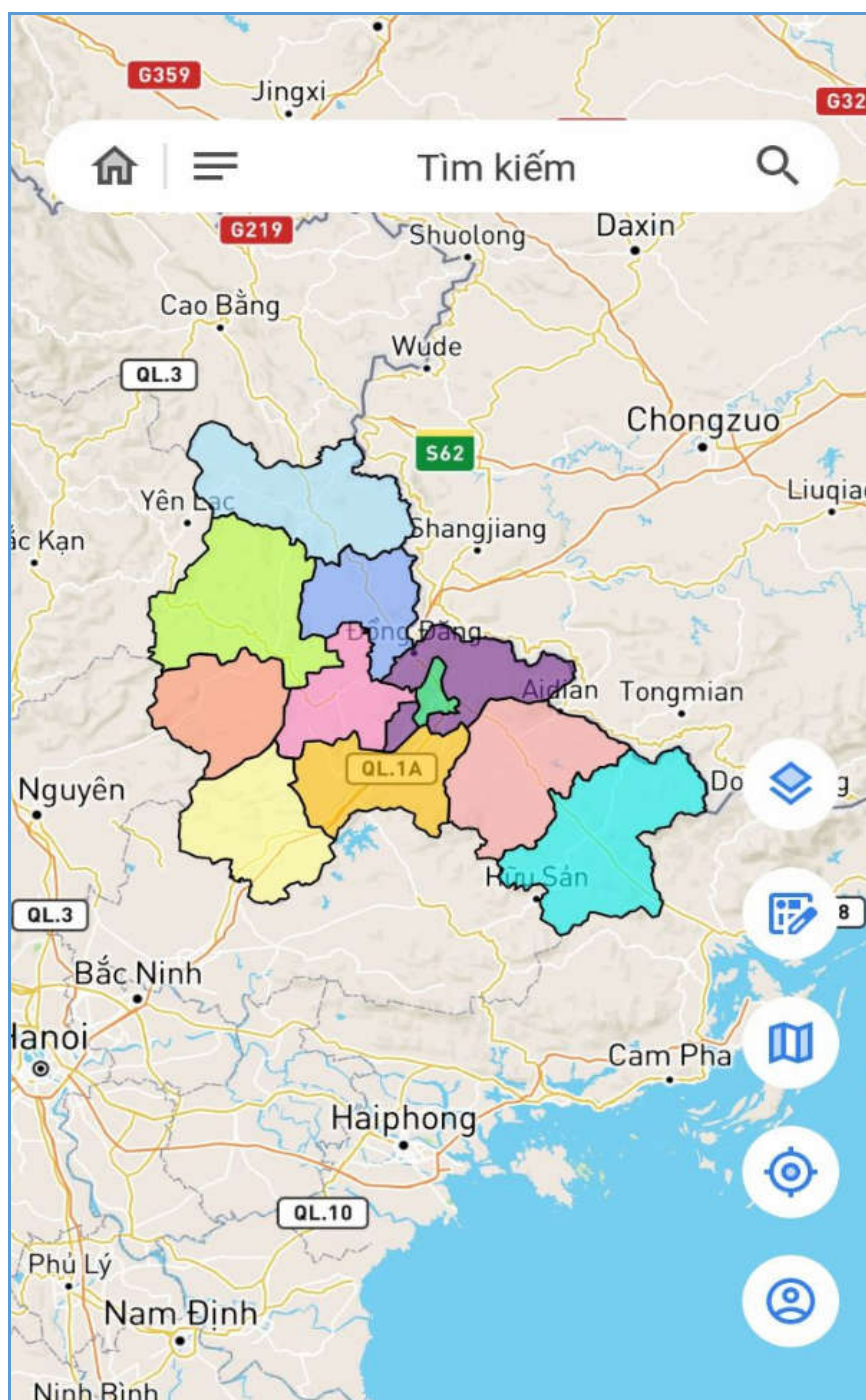 G359
Jingxi
G32
Tìm kiếm
G219
Shuolong
Daxin
Cao Bằng
Wude
QL.3
Chongzuo
S62
Yên Lạc
Liuqiao
Shangjiang
ắc Kạn
Đồng Đăng
Aidian
Tongmian
QL.1A
Nguyên
Do
g
Hữu Sản
QL.3
8
Bắc Ninh
Hanoi
Cam Pha
Haiphong
QL.10
Phủ Lý
Nam Định
Ninh Bình